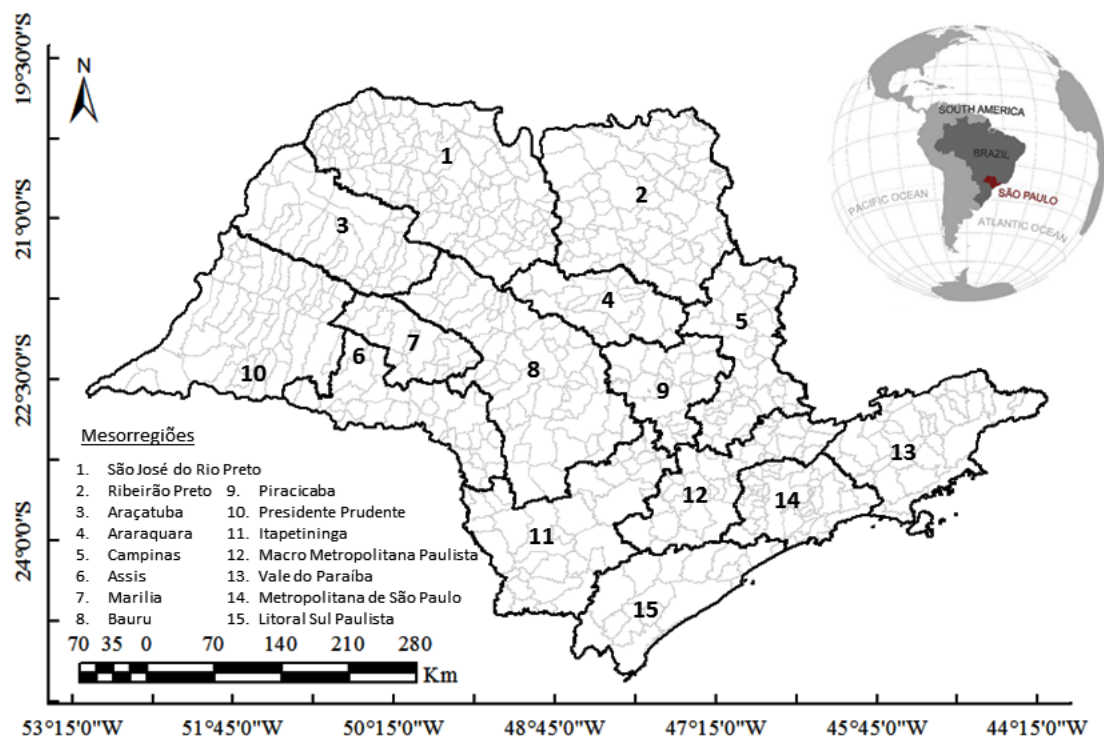 19°30'0"S
21°0'0"S
22°30'0"S
24°0'0"S
N
SOUTH AMERICA
BRAZIL
SÃO PAULO
PACIFIC OCEAN
ATLANTIC OCEAN
1
2
3
4
5
6
7
8
9
10
11
12
13
14
15
Mesorregiões
1. São José do Rio Preto
2. Ribeirão Preto 9. Piracicaba
3. Araçatuba 10. Presidente Prudente
4. Araraquara 11. Itapetininga
5. Campinas 12. Macro Metropolitana Paulista
6. Assis 13. Vale do Paraíba
7. Marilia 14. Metropolitana de São Paulo
8. Bauru 15. Litoral Sul Paulista
70 35 0 70 140 210 280
Km
53°15'0"W 51°45'0"W 50°15'0"W 48°45'0"W 47°15'0"W 45°45'0"W 44°15'0"W